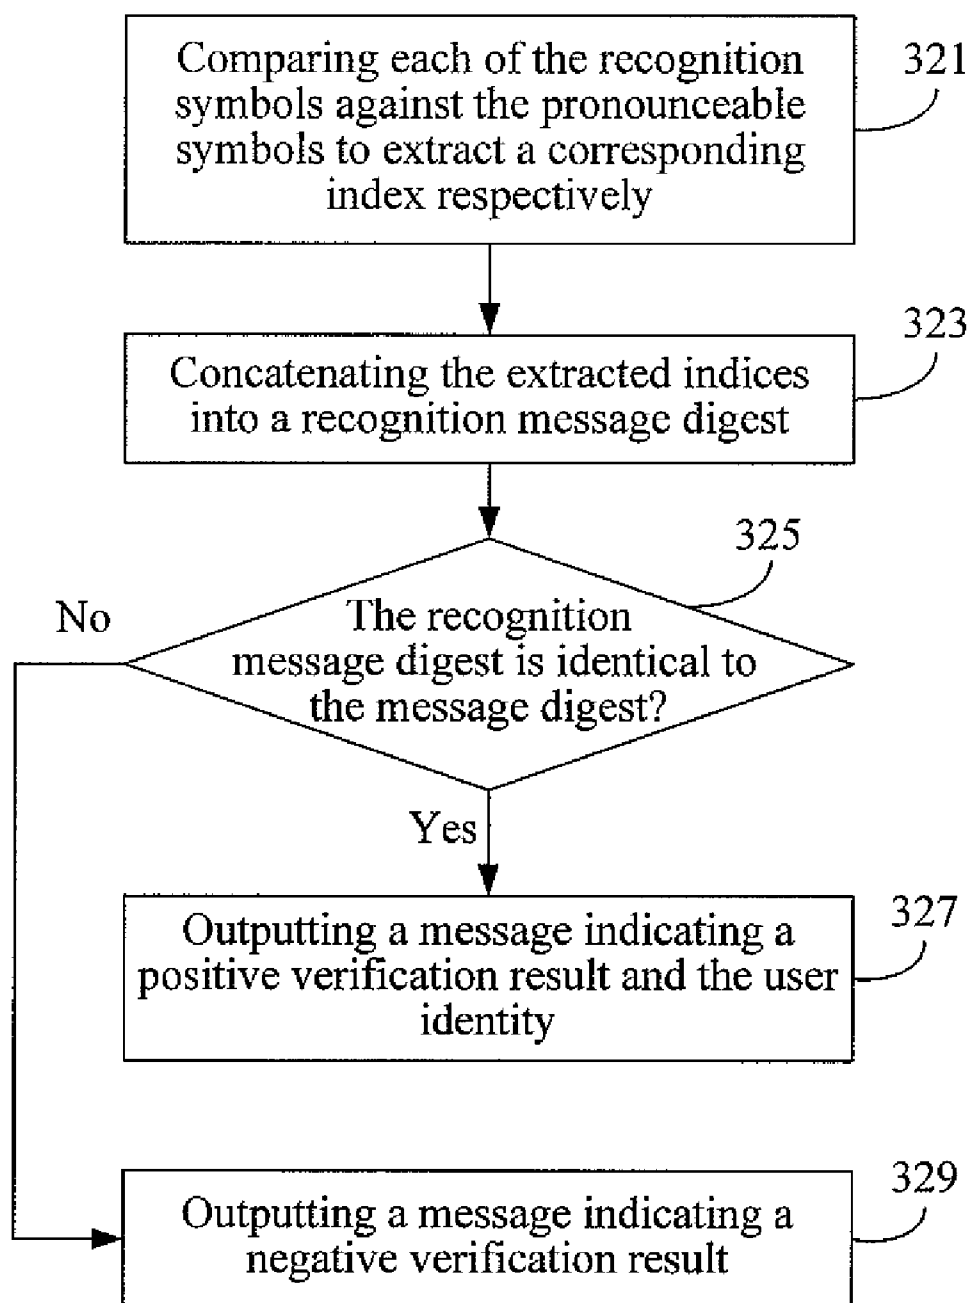 Comparing each of the recognition
symbols against the pronounceable
symbols to extract a corresponding
index respectively
321
Concatenating the extracted indices
into a recognition message digest
323
325
No
The recognition
message digest is identical to
the message digest?
Yes
Outputting a message indicating a
positive verification result and the user
identity
327
Outputting a message indicating a
negative verification result
329